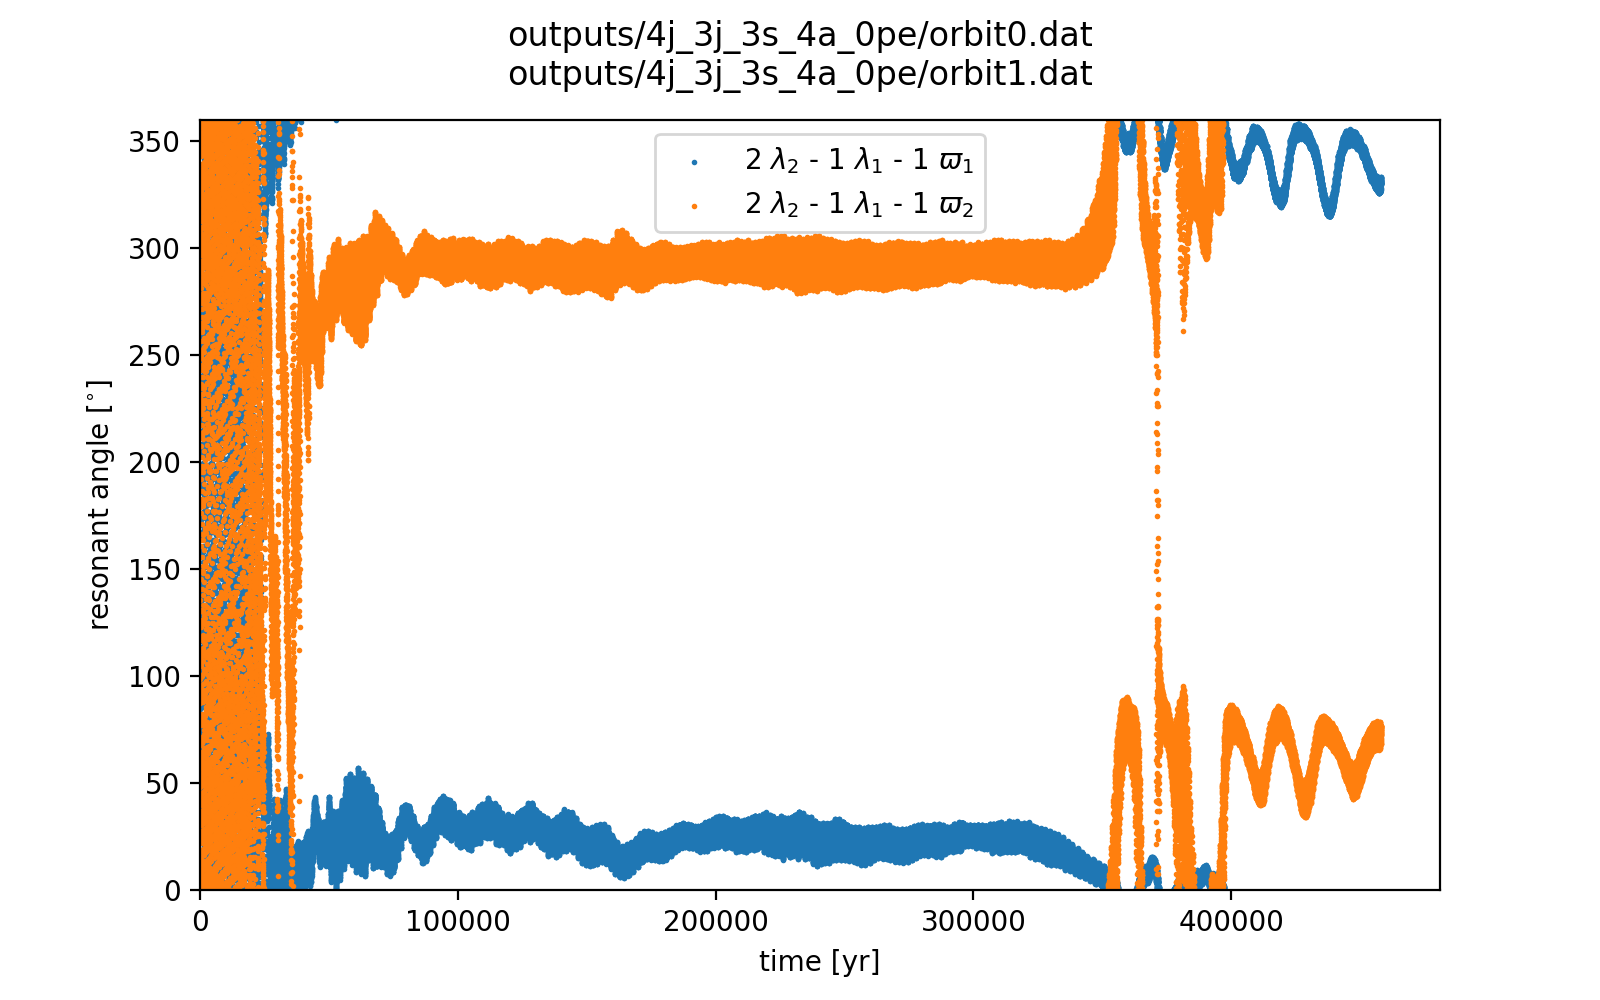 outputs/4j_3j_3s_4a_0pe/orbit0.dat
outputs/4j_3j_3s_4a_0pe/orbit1.dat
2 λ₂ - 1 λ₁ - 1 ϖ₁
2 λ₂ - 1 λ₁ - 1 ϖ₂
350
300
250
200
150
100
50
0
resonant angle [°]
0 100000 200000 300000 400000
time [yr]